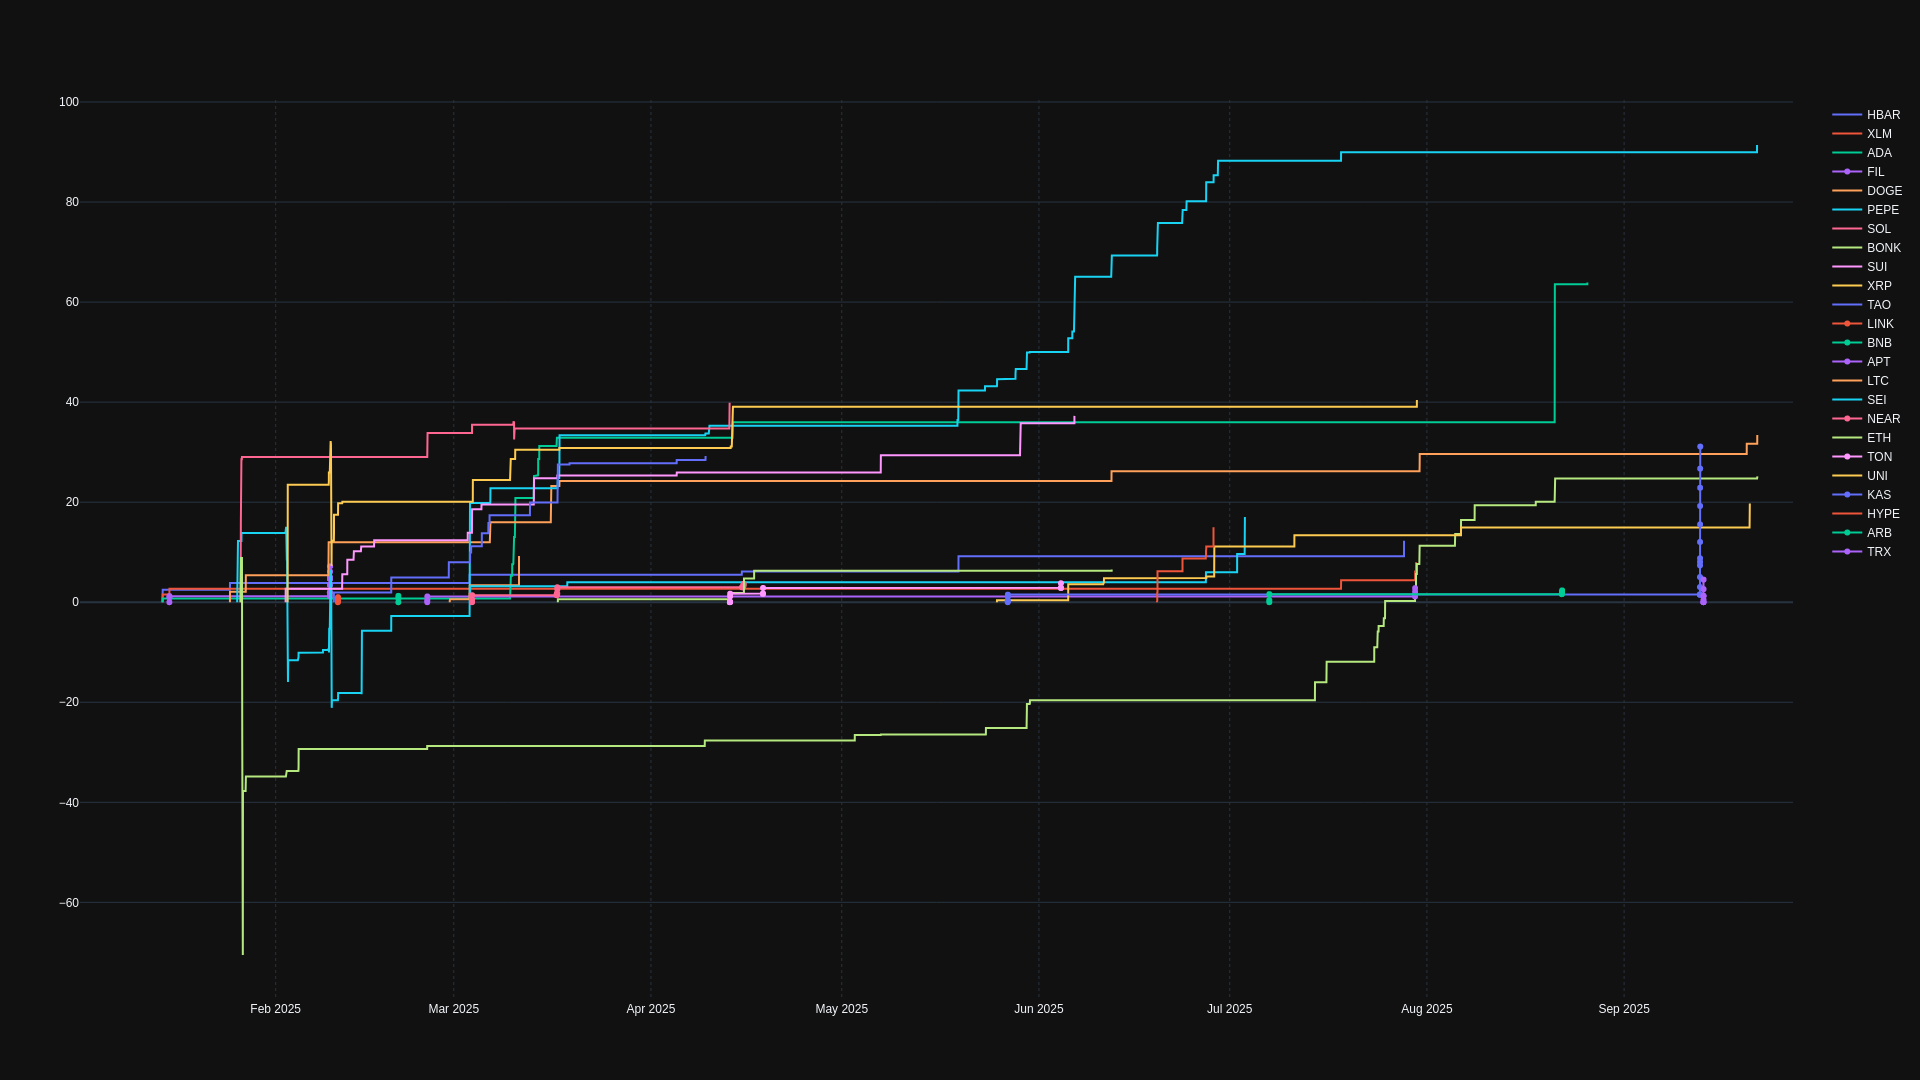 100
80
60
40
20
0
−20
−40
−60
Feb 2025
Mar 2025
Apr 2025
May 2025
Jun 2025
Jul 2025
Aug 2025
Sep 2025
HBAR
XLM
ADA
FIL
DOGE
PEPE
SOL
BONK
SUI
XRP
TAO
LINK
BNB
APT
LTC
SEI
NEAR
ETH
TON
UNI
KAS
HYPE
ARB
TRX